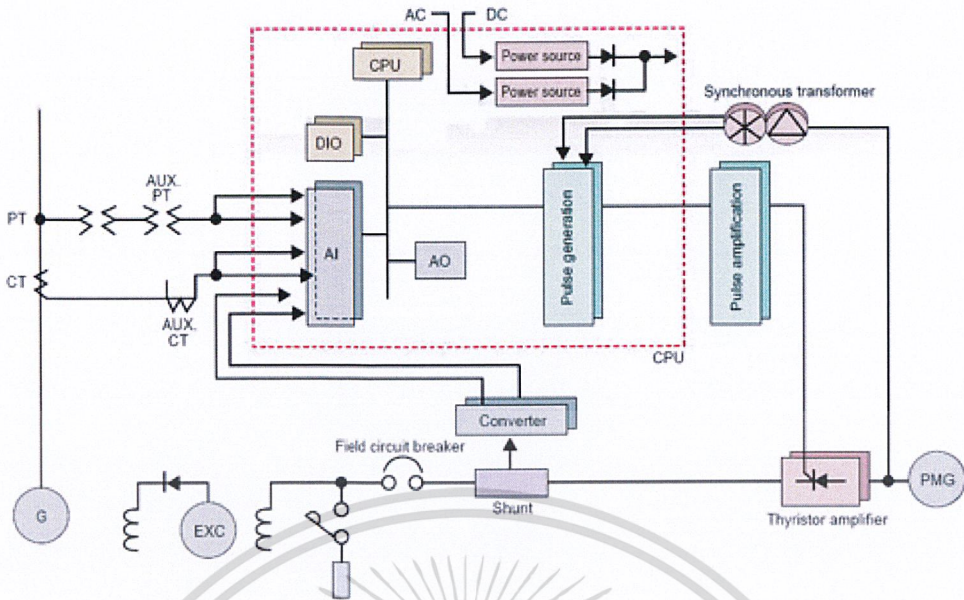 AC
DC
CPU
Power source
Power source
Synchronous transformer
DIO
AUX.
PT
PT
AI
Pulse generation
Pulse amplification
CT
AO
AUX.
CT
CPU
Converter
Field circuit breaker
G
EXC
Shunt
Thyristor amplifier
PMG